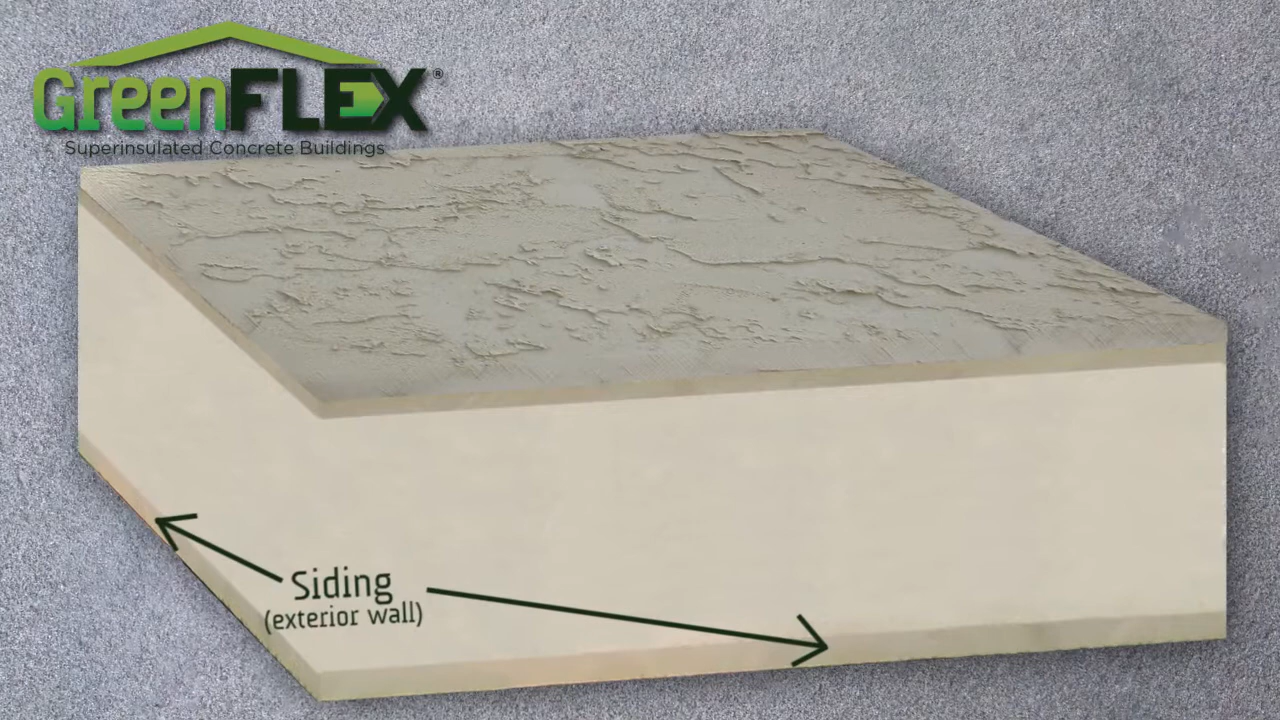 GreenFLEX®
Superinsulated Concrete Buildings
Siding
(exterior wall)